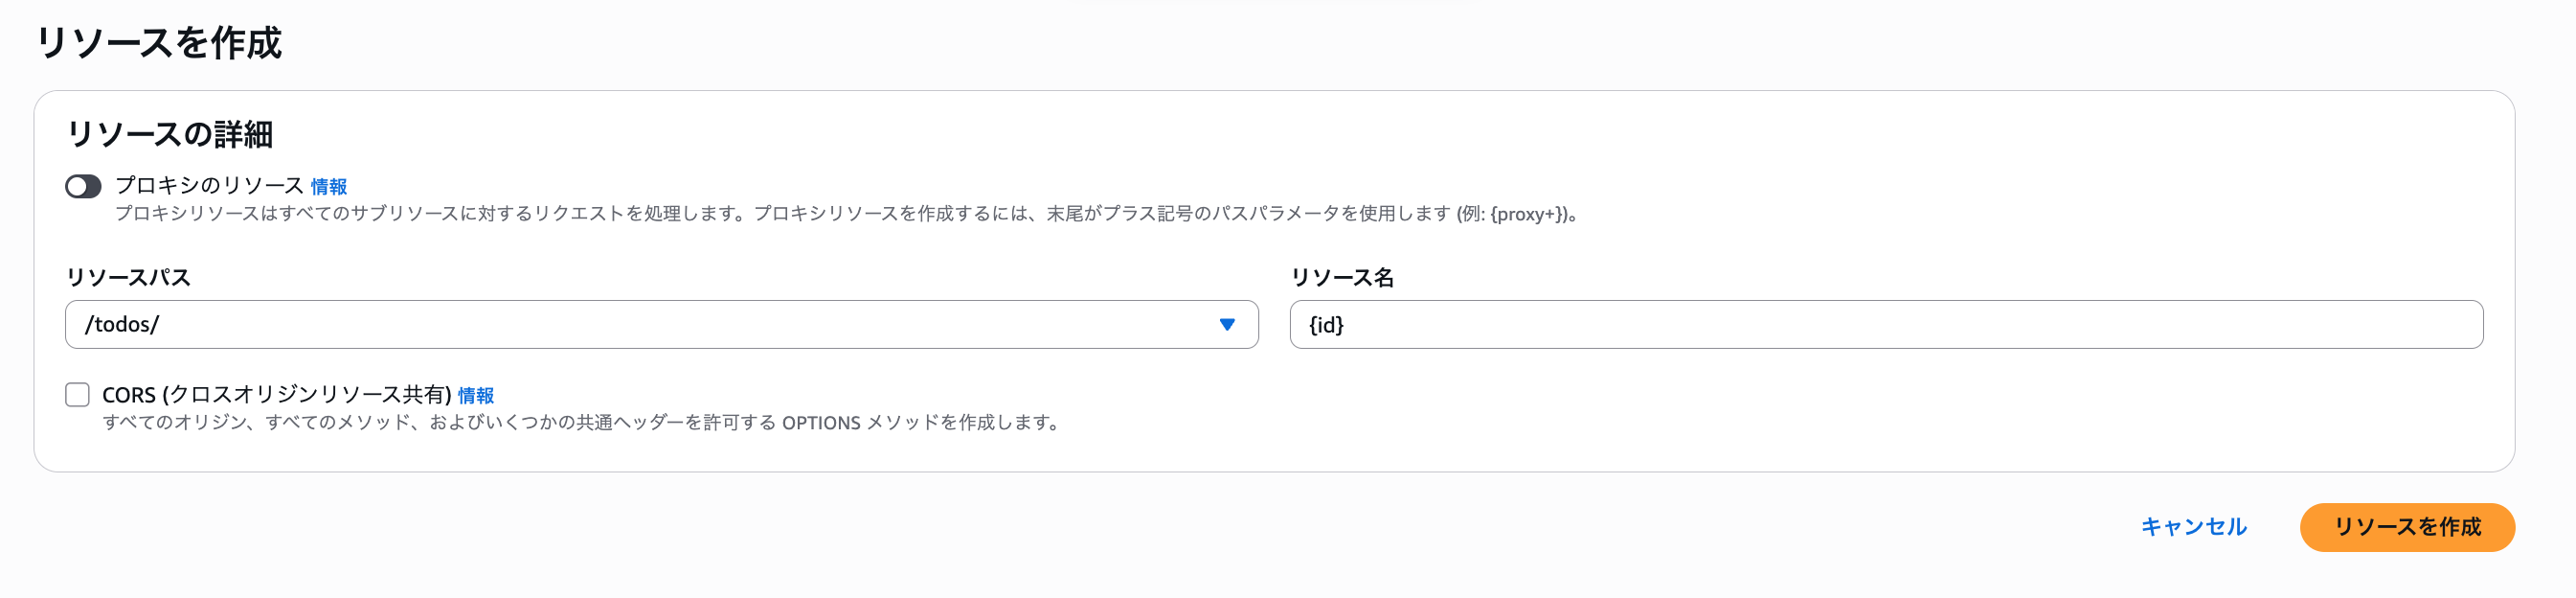 リソースを作成
リソースの詳細
プロキシのリソース 情報
プロキシリソースはすべてのサブリソースに対するリクエストを処理します。プロキシリソースを作成するには、末尾がプラス記号のパスパラメータを使用します (例: {proxy+})。
リソースパス
/todos/
リソース名
{id}
CORS (クロスオリジンリソース共有) 情報
すべてのオリジン、すべてのメソッド、およびいくつかの共通ヘッダーを許可する OPTIONS メソッドを作成します。
キャンセル
リソースを作成